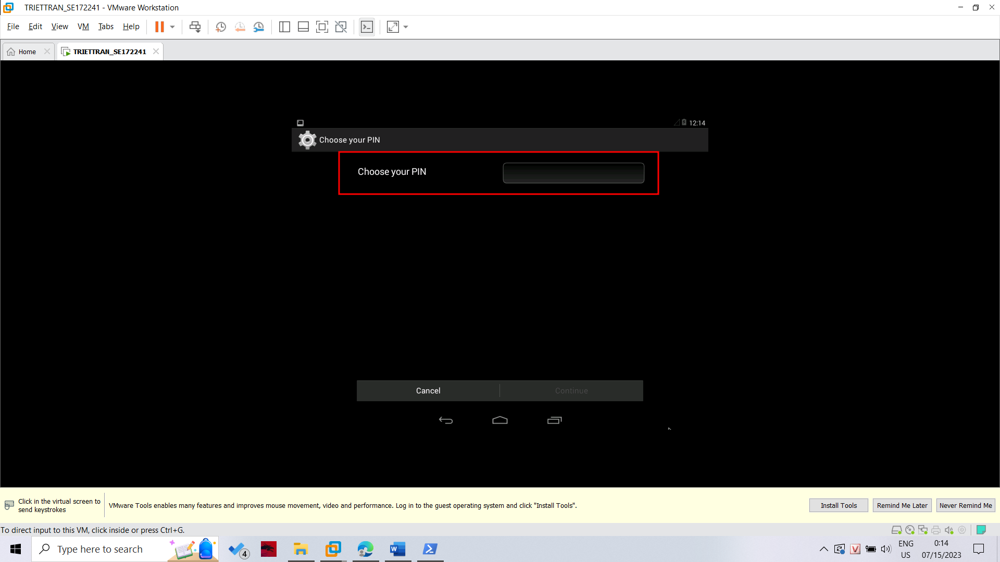 TRIETTRAN_SE172241 - VMware Workstation
File Edit View VM Tabs Help
Home TRIETTRAN_SE172241
12:14
Choose your PIN
Choose your PIN
Cancel Continue
Click in the virtual screen to
send keystrokes
VMware Tools enables many features and improves mouse movement, video and performance. Log in to the guest operating system and click "Install Tools".
Install Tools Remind Me Later Never Remind Me
To direct input to this VM, click inside or press Ctrl+G.
Type here to search
4
ENG
US
0:14
07/15/2023